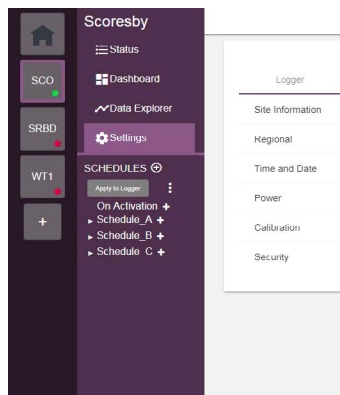 Scoresby
Status
SCO
Dashboard
Data Explorer
SRBD
Settings
WT1
SCHEDULES
Apply to Logger
On Activation +
+
Schedule_A +
Schedule_B +
Schedule_C +
Logger
Site Information
Regional
Time and Date
Power
Calibration
Security